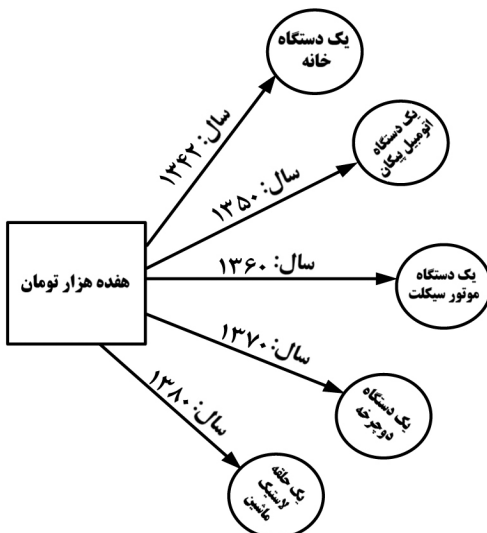 هفده هزار تومان
سال: ۱۳۴۲
یک دستگاه
خانه
سال: ۱۳۵۰
یک دستگاه
اتومبیل پیکان
سال: ۱۳۶۰
یک دستگاه
موتور سیکلت
سال: ۱۳۷۰
یک دستگاه
دوچرخه
سال: ۱۳۸۰
یک حلقه
لاستیک
ماشین